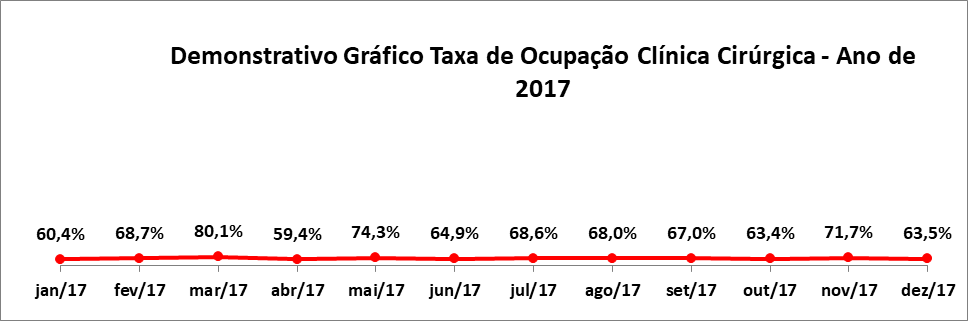 Demonstrativo Gráfico Taxa de Ocupação Clínica Cirúrgica - Ano de
2017
60,4% 68,7% 80,1% 59,4% 74,3% 64,9% 68,6% 68,0% 67,0% 63,4% 71,7% 63,5%
jan/17 fev/17 mar/17 abr/17 mai/17 jun/17 jul/17 ago/17 set/17 out/17 nov/17 dez/17